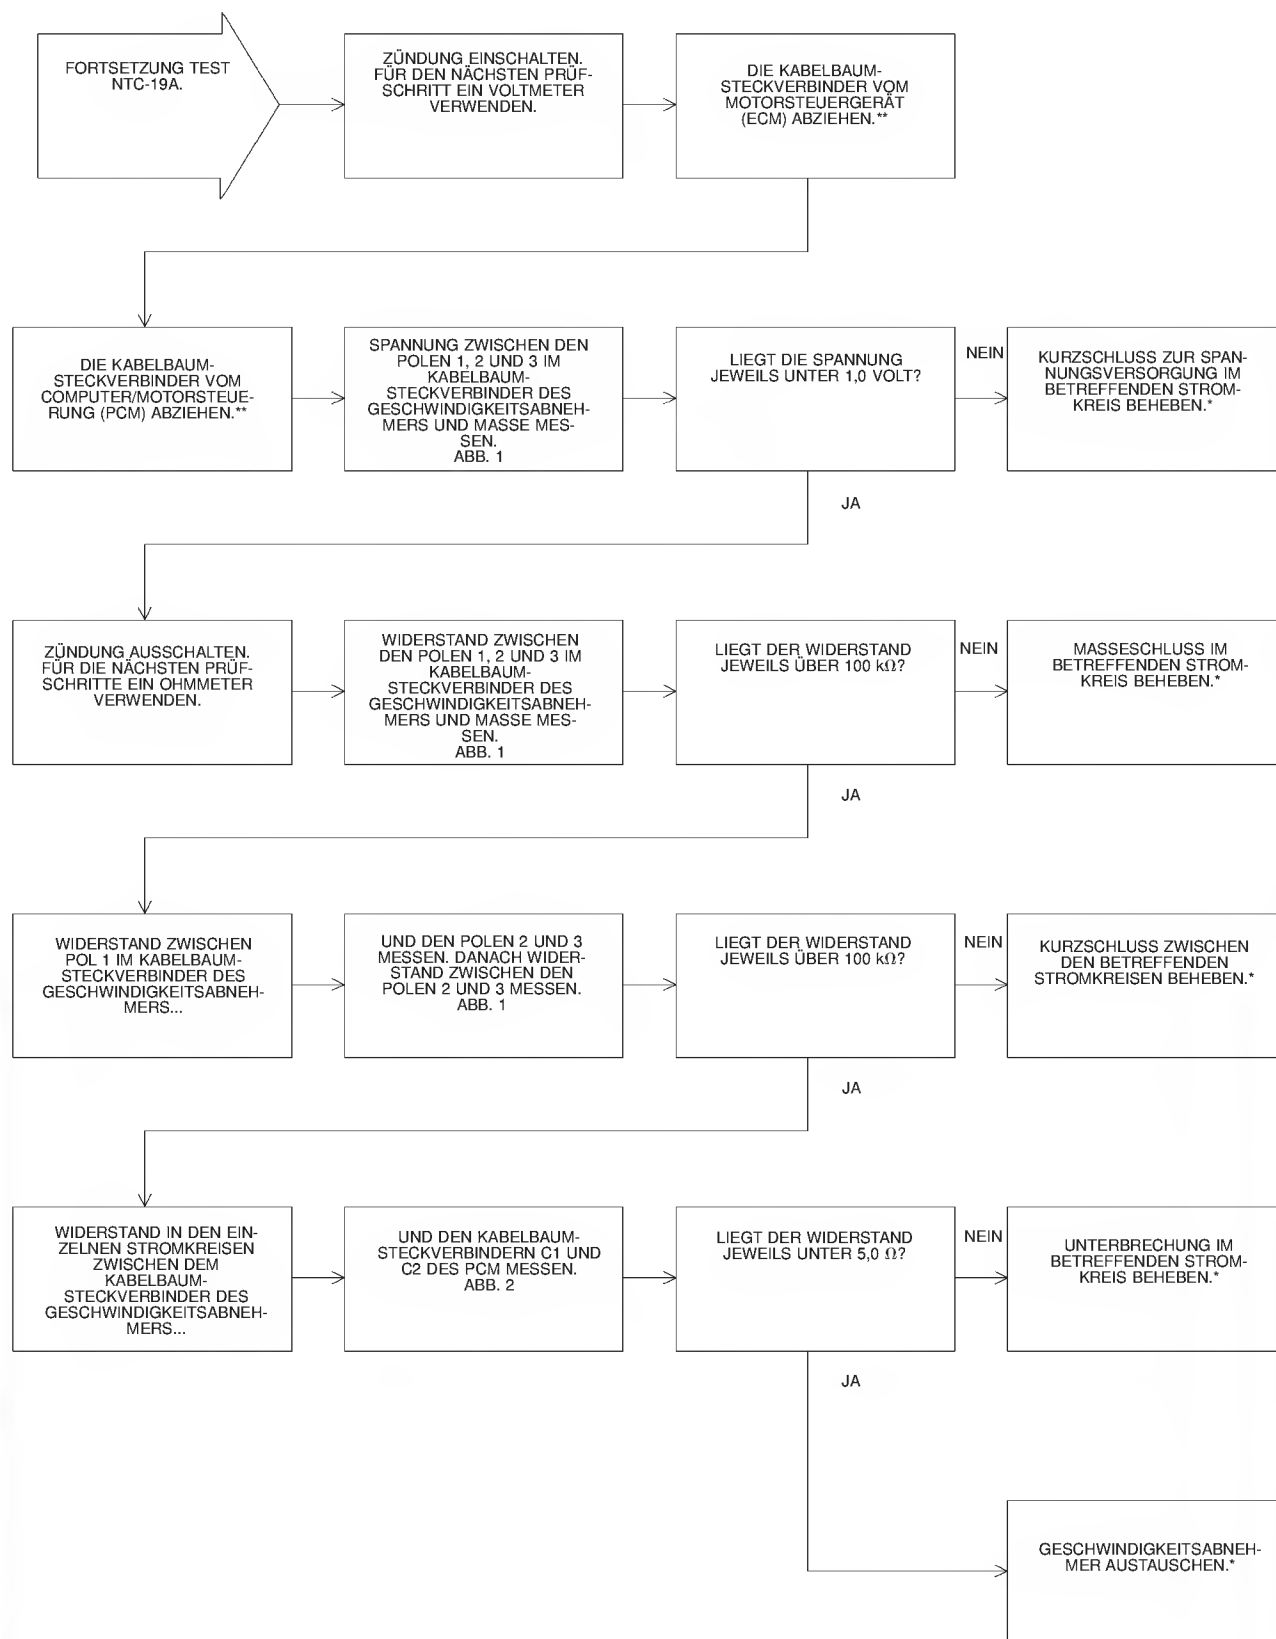 FORTSETZUNG TEST
NTC-19A.
ZÜNDUNG EINSCHALTEN.
FÜR DEN NÄCHSTEN PRÜF-
SCHRITT EIN VOLTMETER
VERWENDEN.
DIE KABELBAUM-
STECKVERBINDER VOM
MOTORSTEUERGERÄT
(ECM) ABZIEHEN.**
DIE KABELBAUM-
STECKVERBINDER VOM
COMPUTER/MOTORSTEUE-
RUNG (PCM) ABZIEHEN.**
SPANNUNG ZWISCHEN DEN
POLEN 1, 2 UND 3 IM
KABELBAUM-
STECKVERBINDER DES
GESCHWINDIGKEITSABNEH-
MERS UND MASSE MES-
SEN.
ABB. 1
LIEGT DIE SPANNUNG
JEWEILS UNTER 1,0 VOLT?
NEIN
KURZSCHLUSS ZUR SPAN-
NUNGSVERSORGUNG IM
BETREFFENDEN STROM-
KREIS BEHEBEN.*
JA
ZÜNDUNG AUSSCHALTEN.
FÜR DIE NÄCHSTEN PRÜF-
SCHRITTE EIN OHMMETER
VERWENDEN.
WIDERSTAND ZWISCHEN
DEN POLEN 1, 2 UND 3 IM
KABELBAUM-
STECKVERBINDER DES
GESCHWINDIGKEITSABNEH-
MERS UND MASSE MES-
SEN.
ABB. 1
LIEGT DER WIDERSTAND
JEWEILS ÜBER 100 kΩ?
NEIN
MASSESCHLUSS IM
BETREFFENDEN STROM-
KREIS BEHEBEN.*
JA
WIDERSTAND ZWISCHEN
POL 1 IM KABELBAUM-
STECKVERBINDER DES
GESCHWINDIGKEITSABNEH-
MERS...
UND DEN POLEN 2 UND 3
MESSEN. DANACH WIDER-
STAND ZWISCHEN DEN
POLEN 2 UND 3 MESSEN.
ABB. 1
LIEGT DER WIDERSTAND
JEWEILS ÜBER 100 kΩ?
NEIN
KURZSCHLUSS ZWISCHEN
DEN BETREFFENDEN
STROMKREISEN BEHEBEN.*
JA
WIDERSTAND IN DEN EIN-
ZELNEN STROMKREISEN
ZWISCHEN DEM
KABELBAUM-
STECKVERBINDER DES
GESCHWINDIGKEITSABNEH-
MERS...
UND DEN KABELBAUM-
STECKVERBINDERN C1 UND
C2 DES PCM MESSEN.
ABB. 2
LIEGT DER WIDERSTAND
JEWEILS UNTER 5,0 Ω?
NEIN
UNTERBRECHUNG IM
BETREFFENDEN STROM-
KREIS BEHEBEN.*
JA
GESCHWINDIGKEITSABNEH-
MER AUSTAUSCHEN.*